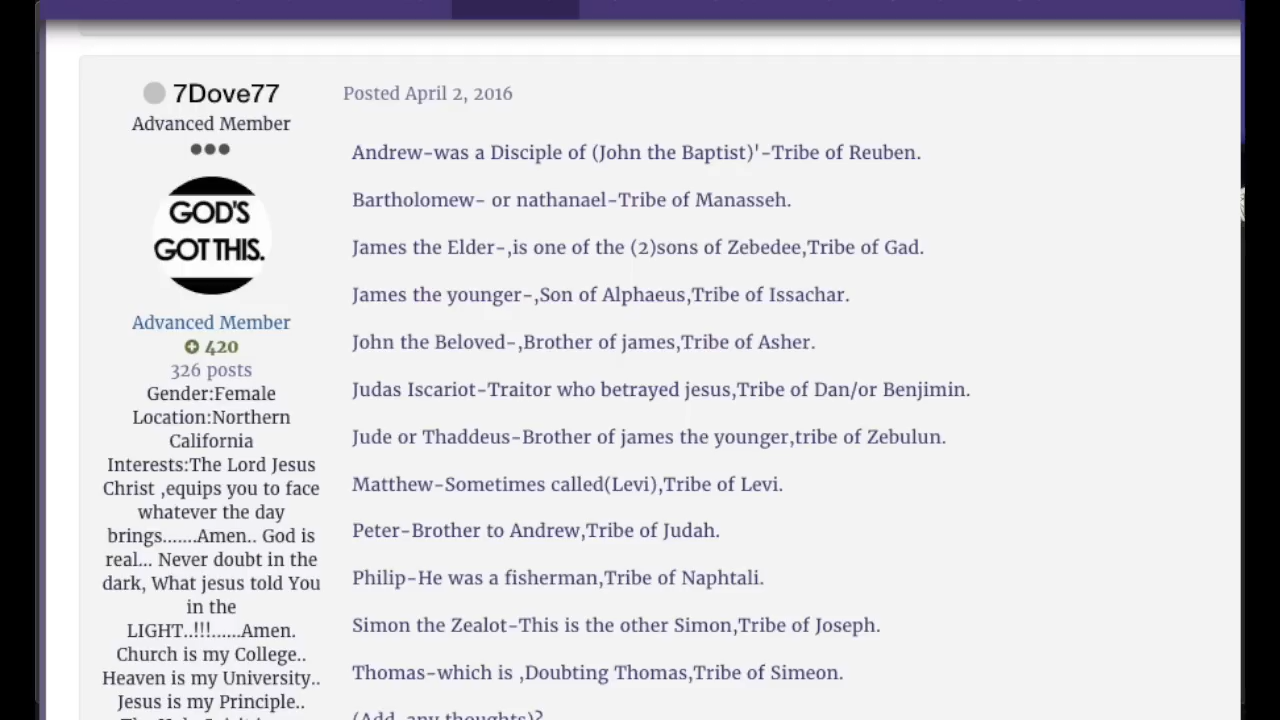 7Dove77
Advanced Member
GOD'S
GOT THIS.
Advanced Member
420
326 posts
Gender:Female
Location:Northern
California
Interests:The Lord Jesus
Christ ,equips you to face
whatever the day
brings.......Amen.. God is
real... Never doubt in the
dark, What jesus told You
in the
LIGHT..!!!......Amen.
Church is my College..
Heaven is my University..
Jesus is my Principle..
Posted April 2, 2016
Andrew-was a Disciple of (John the Baptist)'-Tribe of Reuben.
Bartholomew- or nathanael-Tribe of Manasseh.
James the Elder-,is one of the (2)sons of Zebedee,Tribe of Gad.
James the younger-,Son of Alphaeus,Tribe of Issachar.
John the Beloved-,Brother of james,Tribe of Asher.
Judas Iscariot-Traitor who betrayed jesus,Tribe of Dan/or Benjimin.
Jude or Thaddeus-Brother of james the younger,tribe of Zebulun.
Matthew-Sometimes called(Levi),Tribe of Levi.
Peter-Brother to Andrew,Tribe of Judah.
Philip-He was a fisherman,Tribe of Naphtali.
Simon the Zealot-This is the other Simon,Tribe of Joseph.
Thomas-which is ,Doubting Thomas,Tribe of Simeon.
(Add, any thoughts)?